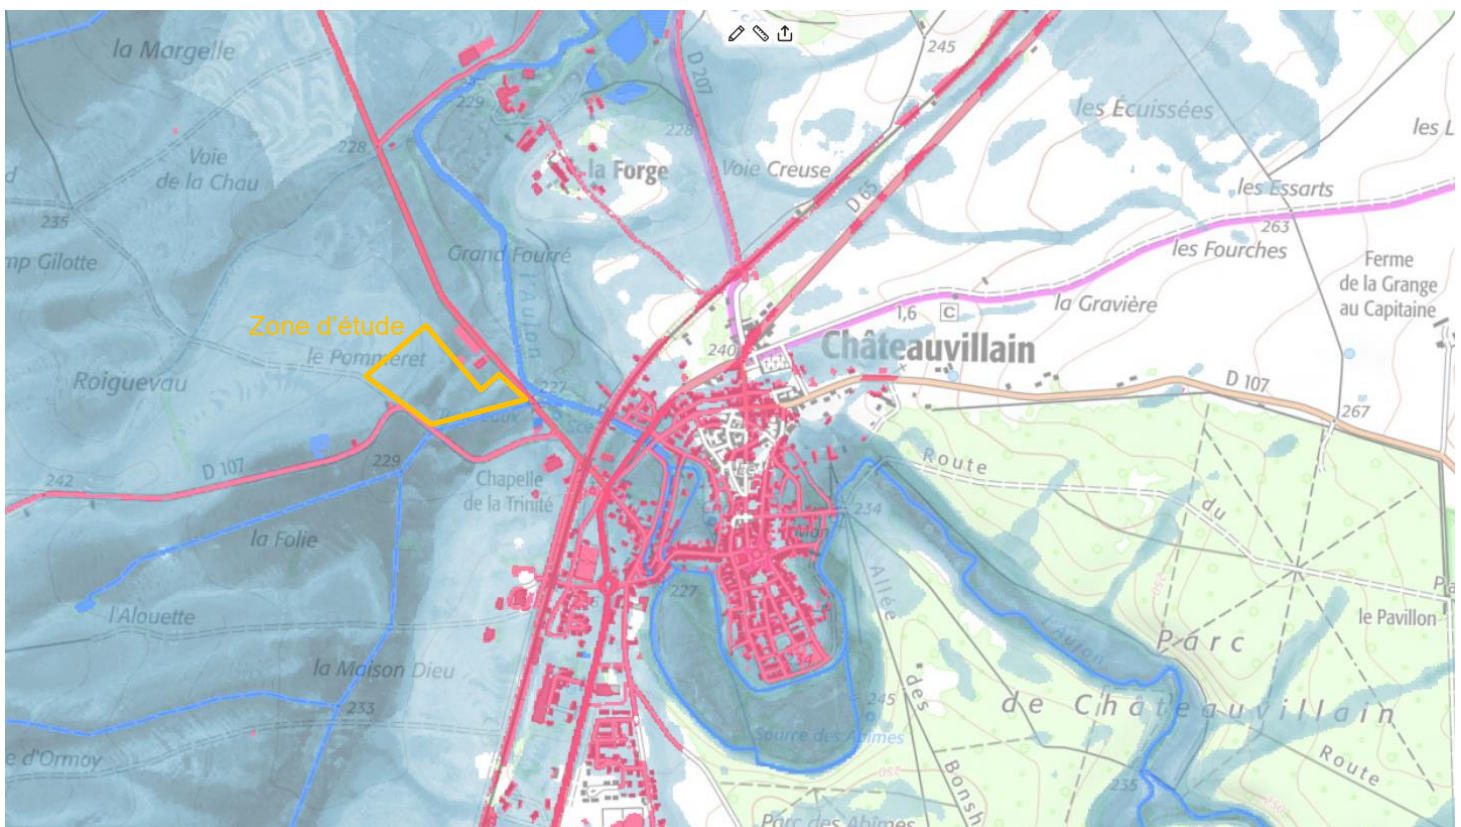 la Margelle
245
les Écuissées
les L
229
D 207
228
228
Voie
de la Chau
la Forge
Voie Creuse
D 65
les Essarts
263
235
mp Gilotte
Grand Fourré
l'Aujon
les Fourches
Ferme
de la Grange
au Capitaine
la Gravière
1,6
C
Zone d'étude
le Pommeret
Châteauvillain
240
Roiguevau
227
D 107
267
D 107
242
229
Chapelle
de la Trinité
Route
du
234
la Folie
l'Alouette
227
Allée
le Pavillon
l'Aujon
Parc
la Maison Dieu
234
245
des
de Châteauvillain
233
Source des Abîmes
e d'Ormoy
Bonsh
235
Route
250
Parc des Abîmes